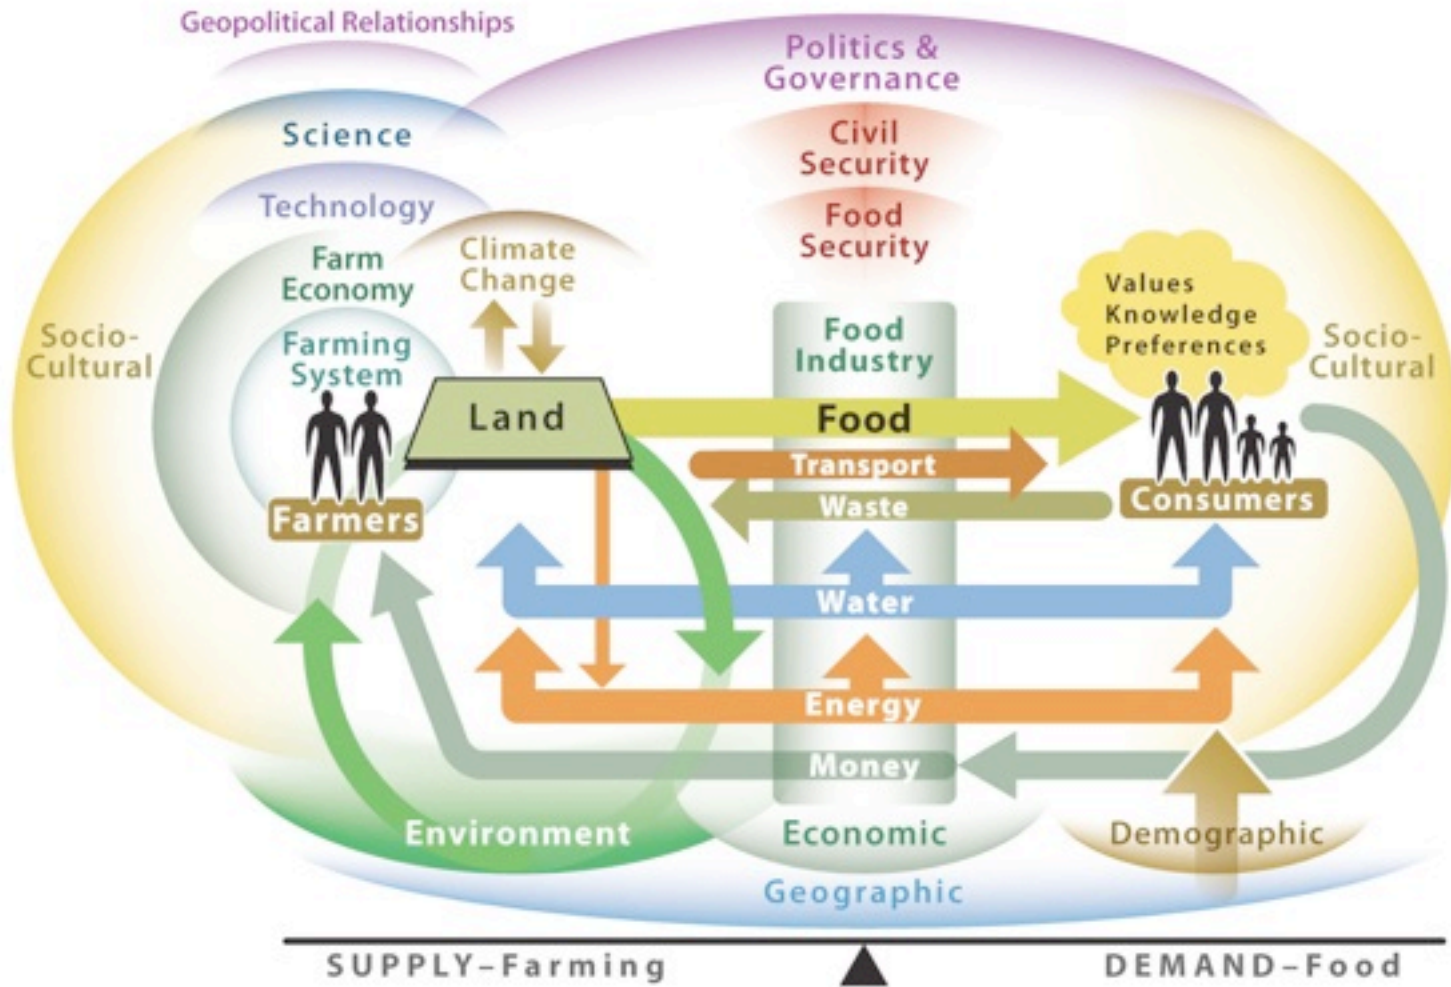 Geopolitical Relationships
Politics &
Governance
Science
Civil
Security
Technology
Food
Security
Farm
Economy
Climate
Change
Values
Knowledge
Preferences
Socio-
Cultural
Farming
System
Food
Industry
Socio-
Cultural
Land
Food
Transport
Waste
Farmers
Consumers
Water
Energy
Money
Environment
Economic
Demographic
Geographic
SUPPLY–Farming
DEMAND–Food